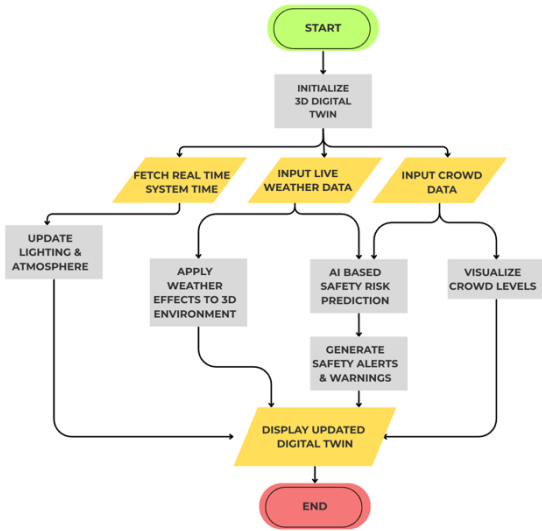 START
INITIALIZE
3D DIGITAL
TWIN
FETCH REAL TIME
SYSTEM TIME
INPUT LIVE
WEATHER DATA
INPUT CROWD
DATA
UPDATE
LIGHTING &
ATMOSPHERE
APPLY
WEATHER
EFFECTS TO 3D
ENVIRONMENT
AI BASED
SAFETY RISK
PREDICTION
VISUALIZE
CROWD LEVELS
GENERATE
SAFETY ALERTS
& WARNINGS
DISPLAY UPDATED
DIGITAL TWIN
END